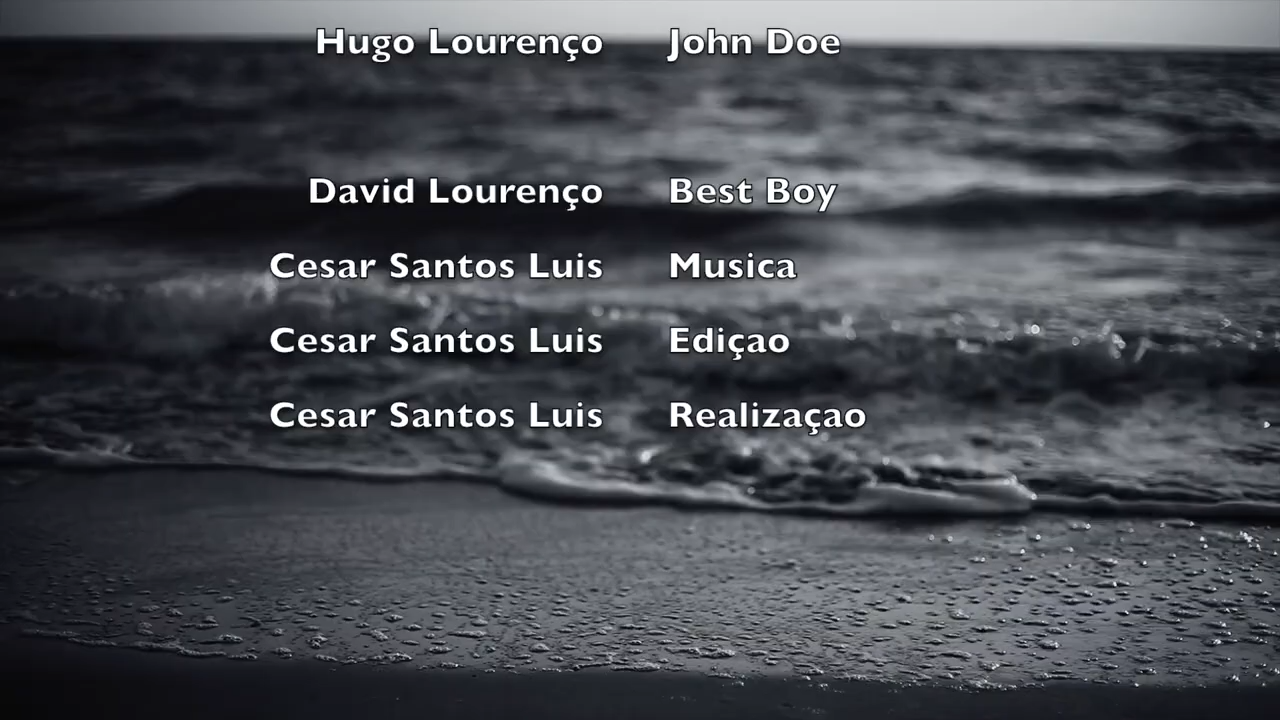 Hugo Lourenço John Doe
David Lourenço Best Boy
Cesar Santos Luis Musica
Cesar Santos Luis Ediçao
Cesar Santos Luis Realizaçao